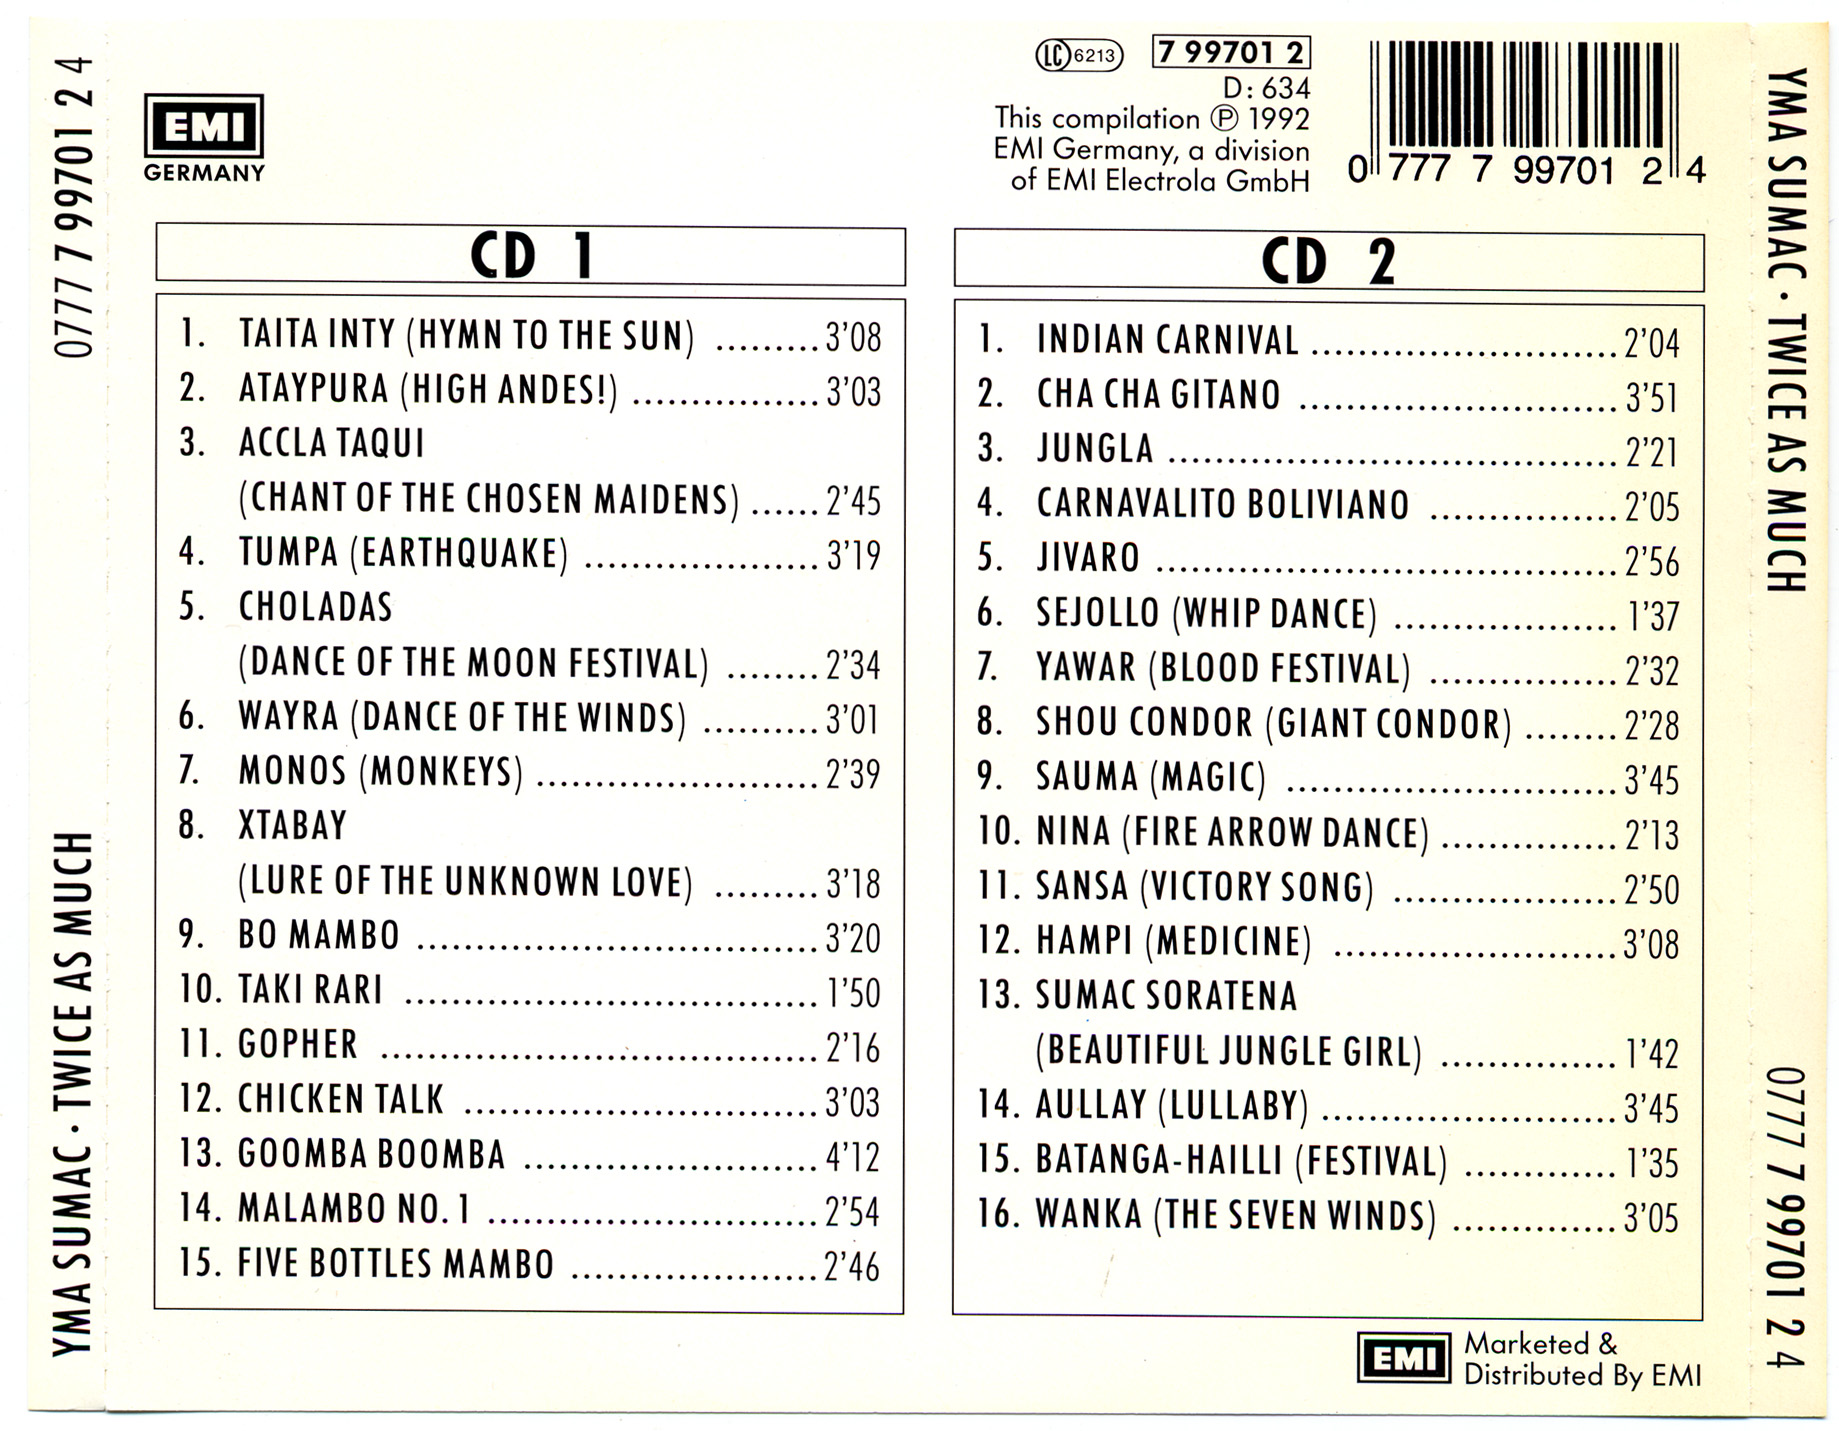 0777 7 99701 2 4
YMA SUMAC · TWICE AS MUCH
EMI
GERMANY
LC 6213
7 99701 2
D: 634
This compilation ℗ 1992
EMI Germany, a division
of EMI Electrola GmbH
0 777 7 99701 2 4
CD 1
1. TAITA INTY (HYMN TO THE SUN) .........3'08
2. ATAYPURA (HIGH ANDES!) ................3'03
3. ACCLA TAQUI
(CHANT OF THE CHOSEN MAIDENS) ......2'45
4. TUMPA (EARTHQUAKE) ....................3'19
5. CHOLADAS
(DANCE OF THE MOON FESTIVAL) ........2'34
6. WAYRA (DANCE OF THE WINDS) ..........3'01
7. MONOS (MONKEYS) ........................2'39
8. XTABAY
(LURE OF THE UNKNOWN LOVE) .........3'18
9. BO MAMBO ..................................3'20
10. TAKI RARI ...................................1'50
11. GOPHER .....................................2'16
12. CHICKEN TALK ..............................3'03
13. GOOMBA BOOMBA .........................4'12
14. MALAMBO NO. 1 ............................2'54
15. FIVE BOTTLES MAMBO .....................2'46
CD 2
1. INDIAN CARNIVAL ..........................2'04
2. CHA CHA GITANO ...........................3'51
3. JUNGLA ......................................2'21
4. CARNAVALITO BOLIVIANO ................2'05
5. JIVARO .......................................2'56
6. SEJOLLO (WHIP DANCE) ...................1'37
7. YAWAR (BLOOD FESTIVAL) ................2'32
8. SHOU CONDOR (GIANT CONDOR) ........2'28
9. SAUMA (MAGIC) ............................3'45
10. NINA (FIRE ARROW DANCE) ...............2'13
11. SANSA (VICTORY SONG) ...................2'50
12. HAMPI (MEDICINE) ........................3'08
13. SUMAC SORATENA
(BEAUTIFUL JUNGLE GIRL) ...............1'42
14. AULLAY (LULLABY) .........................3'45
15. BATANGA-HAILLI (FESTIVAL) .............1'35
16. WANKA (THE SEVEN WINDS) ..............3'05
EMI
Marketed &
Distributed By EMI
YMA SUMAC · TWICE AS MUCH
0777 7 99701 2 4